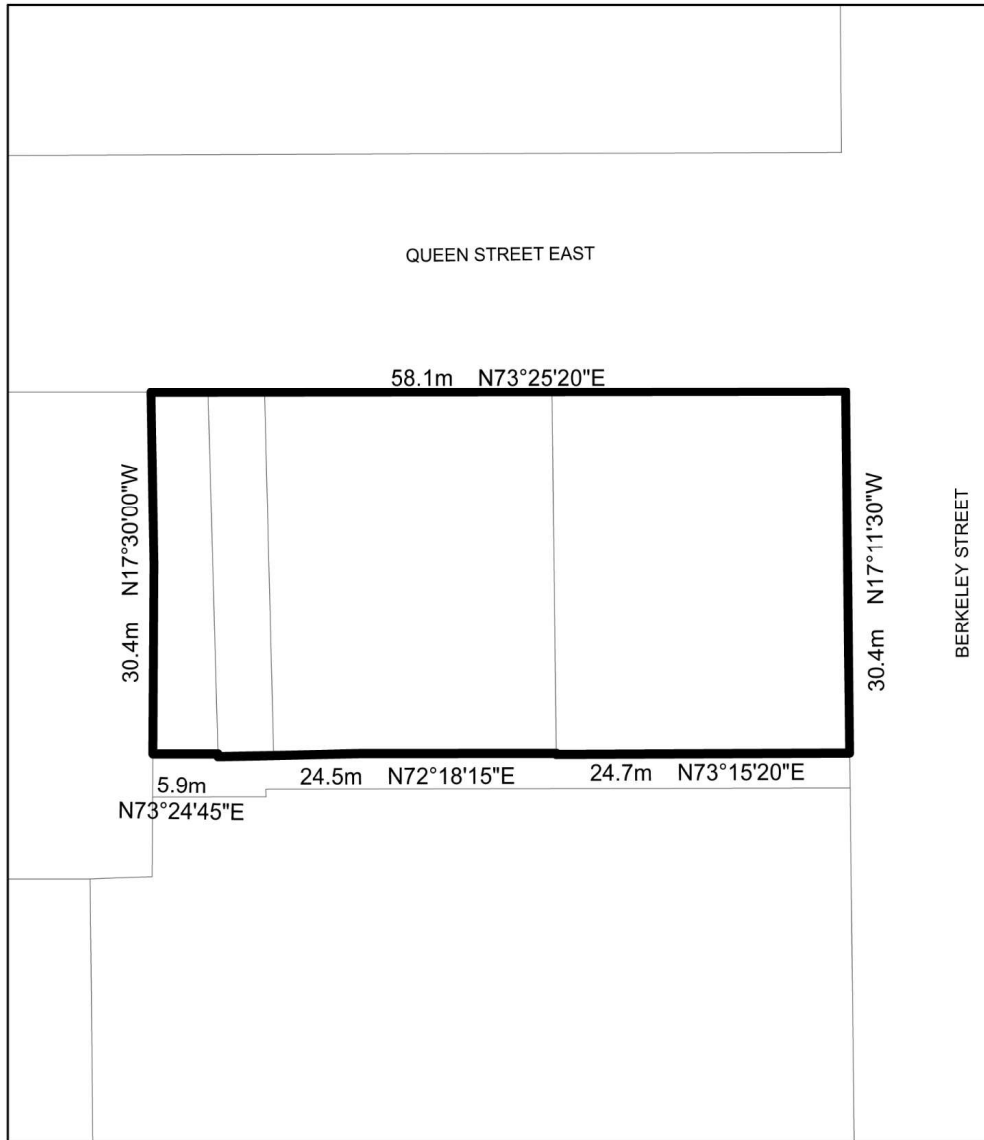 QUEEN STREET EAST
58.1m N73°25'20"E
30.4m N17°30'00"W
30.4m N17°11'30"W
BERKELEY STREET
5.9m
N73°24'45"E
24.5m N72°18'15"E
24.7m N73°15'20"E